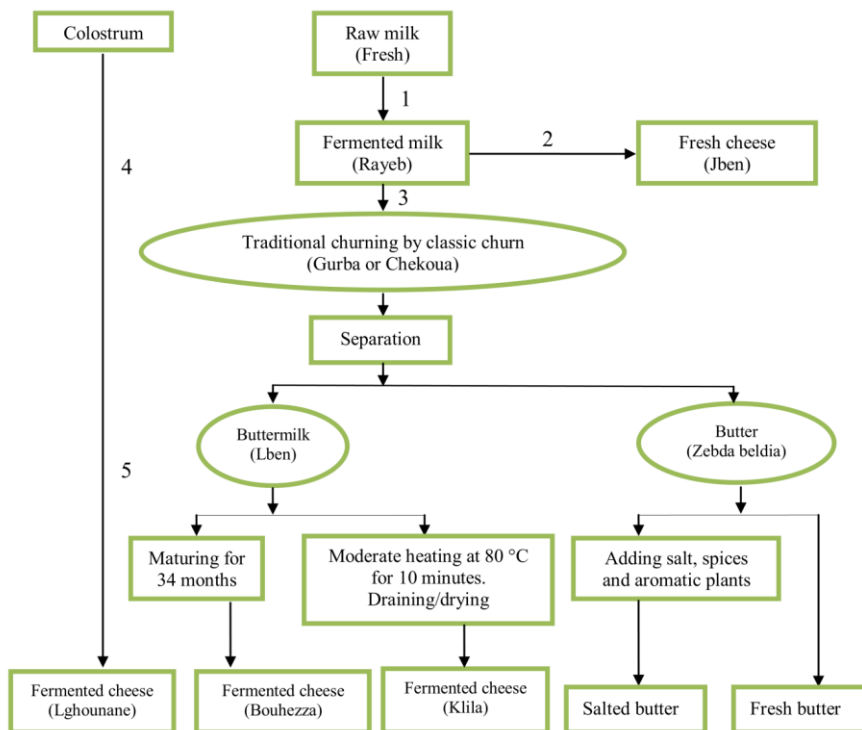 Colostrum
Raw milk
(Fresh)
1
Fermented milk
(Rayeb)
2
Fresh cheese
(Jben)
4
3
Traditional churning by classic churn
(Gurba or Chekoua)
Separation
Buttermilk
(Lben)
Butter
(Zebda beldia)
5
Maturing for
34 months
Moderate heating at 80 °C
for 10 minutes.
Draining/drying
Adding salt, spices
and aromatic plants
Fermented cheese
(Lghounane)
Fermented cheese
(Bouhezza)
Fermented cheese
(Klila)
Salted butter
Fresh butter